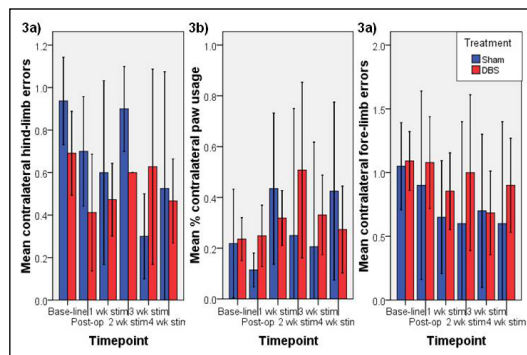 3a)
Mean contralateral hind-limb errors
1.2
1.0
0.8
0.6
0.4
0.2
0.0
Base-line 1 wk stim 3 wk stim
Post-op 2 wk stim 4 wk stim
Timepoint
3b)
Mean % contralateral paw usage
1.0
0.8
0.6
0.4
0.2
0.0
Base-line 1 wk stim 3 wk stim
Post-op 2 wk stim 4 wk stim
Timepoint
3a)
Mean contralateral fore-limb errors
2.0
1.5
1.0
0.5
0.0
Base-line 1 wk stim 3 wk stim
Post-op 2 wk stim 4 wk stin
Timepoint
Treatment
Sham
DBS